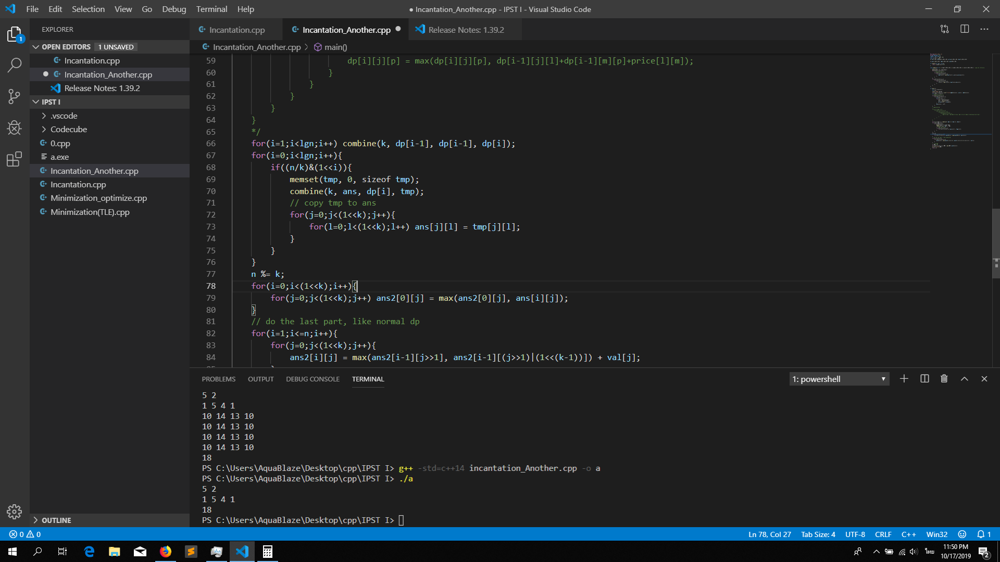 File Edit Selection View Go Debug Terminal Help
● Incantation_Another.cpp - IPST I - Visual Studio Code
EXPLORER
OPEN EDITORS 1 UNSAVED
Incantation.cpp
Incantation_Another.cpp
Release Notes: 1.39.2
IPST I
.vscode
Codecube
0.cpp
a.exe
Incantation_Another.cpp
Incantation.cpp
Minimization_optimize.cpp
Minimization(TLE).cpp
OUTLINE
1
Incantation.cpp Incantation_Another.cpp Release Notes: 1.39.2
Incantation_Another.cpp main()
59 dp[i][j][p] = max(dp[i][j][p], dp[i-1][j][l]+dp[i-1][m][p]+price[l][m]);
60 }
61 }
62 }
63 }
64 }
65 */
66 for(i=1;i<lgn;i++) combine(k, dp[i-1], dp[i-1], dp[i]);
67 for(i=0;i<lgn;i++){
68 if((n/k)&(1<<i)){
69 memset(tmp, 0, sizeof tmp);
70 combine(k, ans, dp[i], tmp);
71 // copy tmp to ans
72 for(j=0;j<(1<<k);j++){
73 for(l=0;l<(1<<k);l++) ans[j][l] = tmp[j][l];
74 }
75 }
76 }
77 n %= k;
78 for(i=0;i<(1<<k);i++){
79 for(j=0;j<(1<<k);j++) ans2[0][j] = max(ans2[0][j], ans[i][j]);
80 }
81 // do the last part, like normal dp
82 for(i=1;i<=n;i++){
83 for(j=0;j<(1<<k);j++){
84 ans2[i][j] = max(ans2[i-1][j>>1], ans2[i-1][(j>>1)|(1<<(k-1))]) + val[j];
PROBLEMS OUTPUT DEBUG CONSOLE TERMINAL 1: powershell
5 2
1 5 4 1
10 14 13 10
10 14 13 10
10 14 13 10
10 14 13 10
18
PS C:\Users\AquaBlaze\Desktop\cpp\IPST I> g++ -std=c++14 incantation_Another.cpp -o a
PS C:\Users\AquaBlaze\Desktop\cpp\IPST I> ./a
5 2
1 5 4 1
18
PS C:\Users\AquaBlaze\Desktop\cpp\IPST I>
0 0 Ln 78, Col 27 Tab Size: 4 UTF-8 CRLF C++ Win32 1
ไทย
11:50 PM
10/17/2019
2